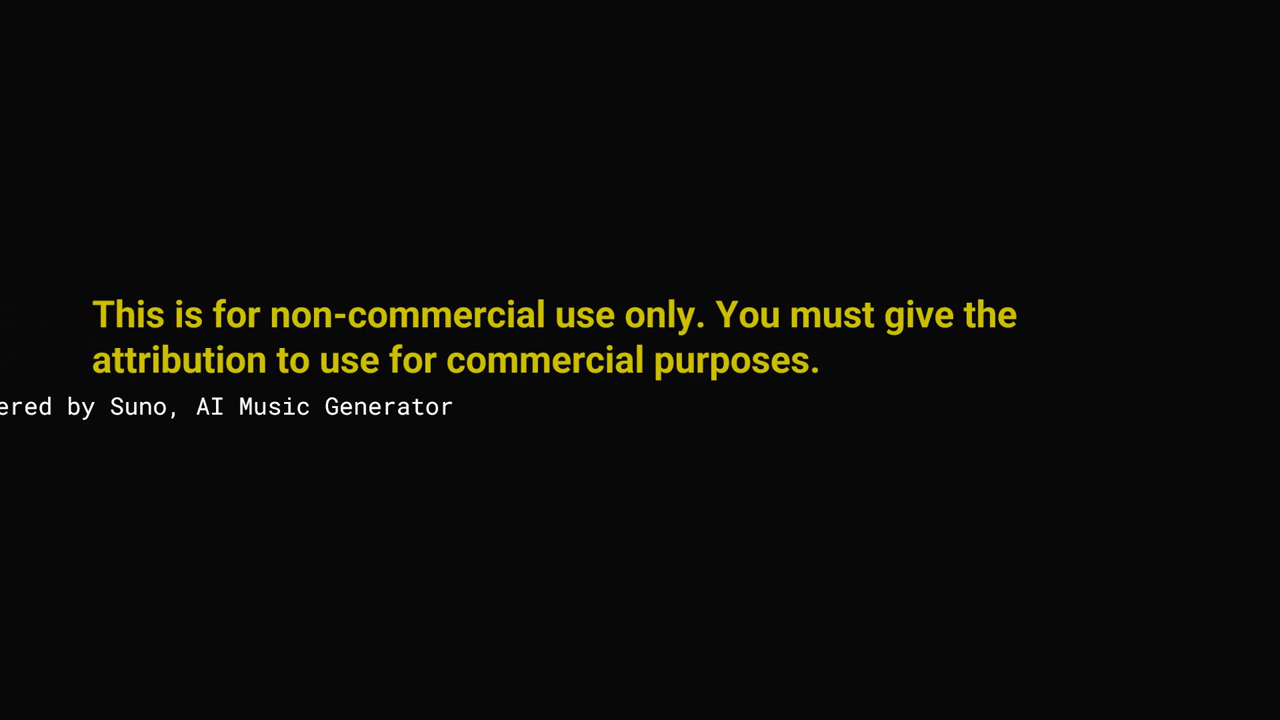 This is for non-commercial use only. You must give the
attribution to use for commercial purposes.
ered by Suno, AI Music Generator